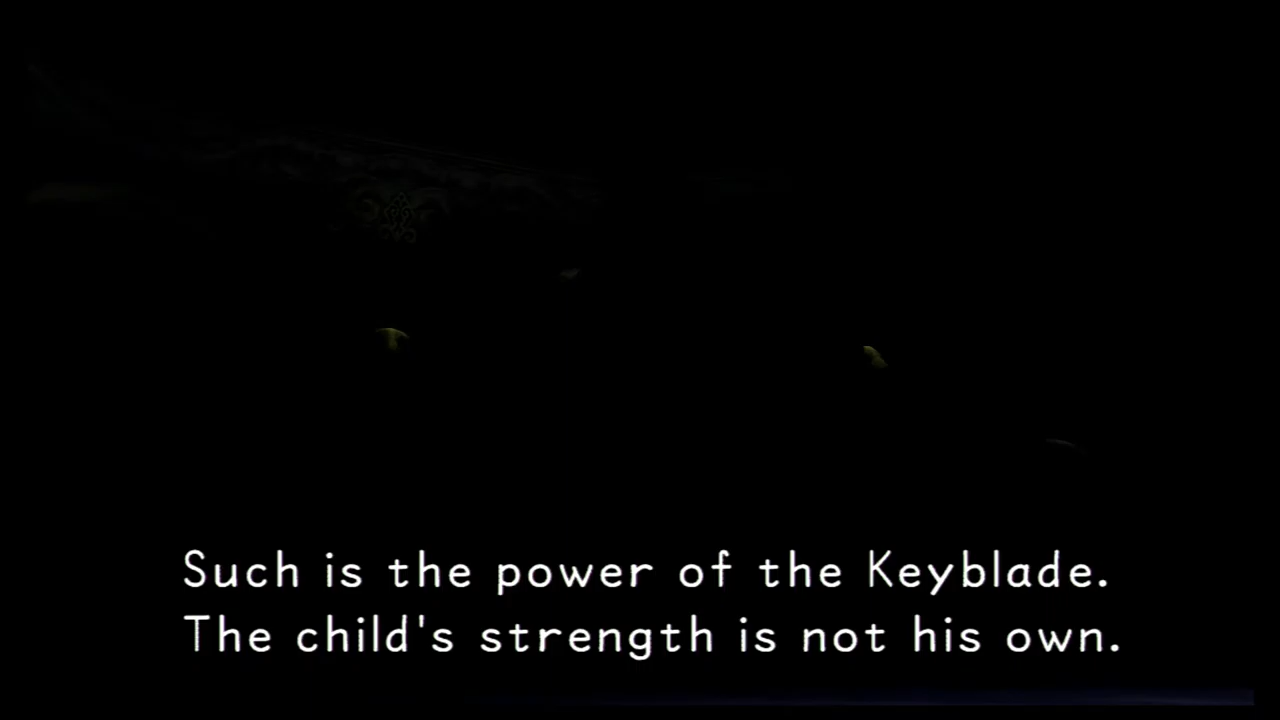 Such is the power of the Keyblade.
The child's strength is not his own.